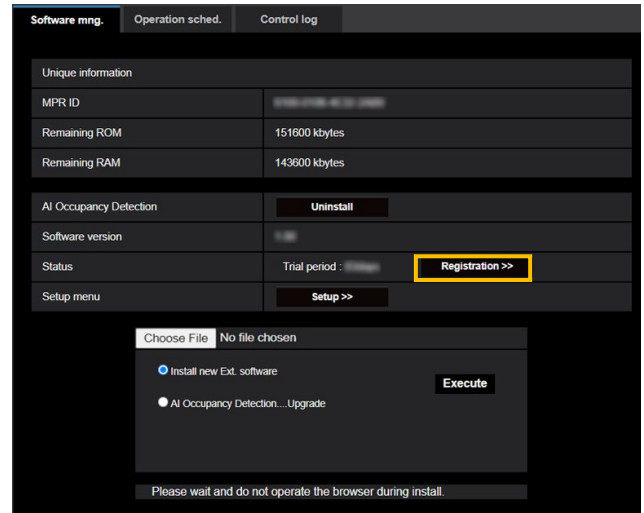 Software mng. Operation sched. Control log
Unique information
MPR ID
Remaining ROM 151600 kbytes
Remaining RAM 143600 kbytes
AI Occupancy Detection Uninstall
Software version
Status Trial period : Registration >>
Setup menu Setup >>
Choose File No file chosen
Install new Ext. software
Execute
AI Occupancy Detection....Upgrade
Please wait and do not operate the browser during install.